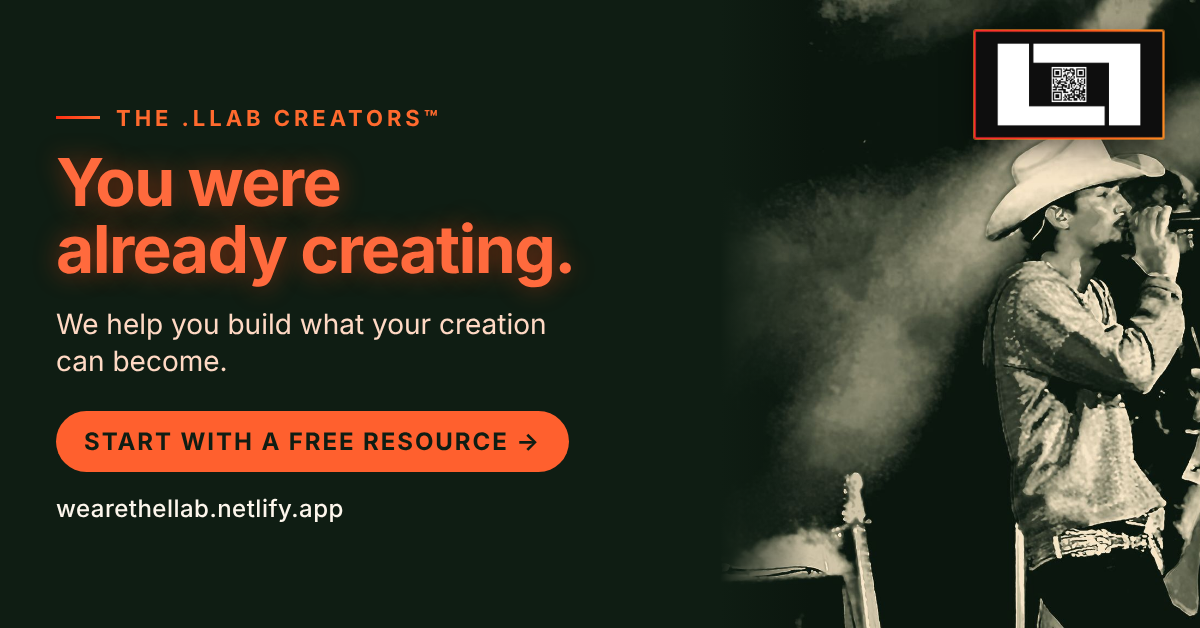 THE .LLAB CREATORS™
You were
already creating.
We help you build what your creation
can become.
START WITH A FREE RESOURCE →
wearethellab.netlify.app